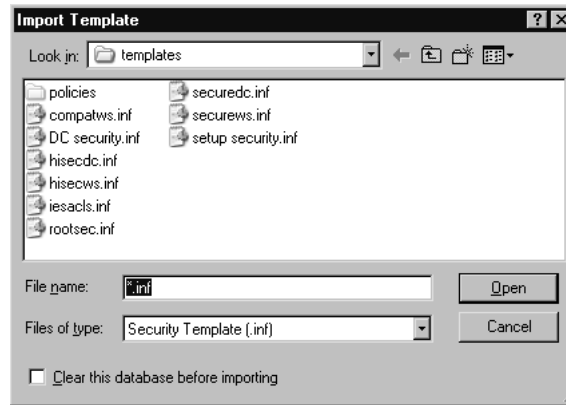 Import Template
Look in: templates
policies
compatws.inf
DC security.inf
hisecdc.inf
hisecws.inf
iesacls.inf
rootsec.inf
securedc.inf
securews.inf
setup security.inf
File name: *.inf
Open
Files of type: Security Template (.inf)
Cancel
Clear this database before importing